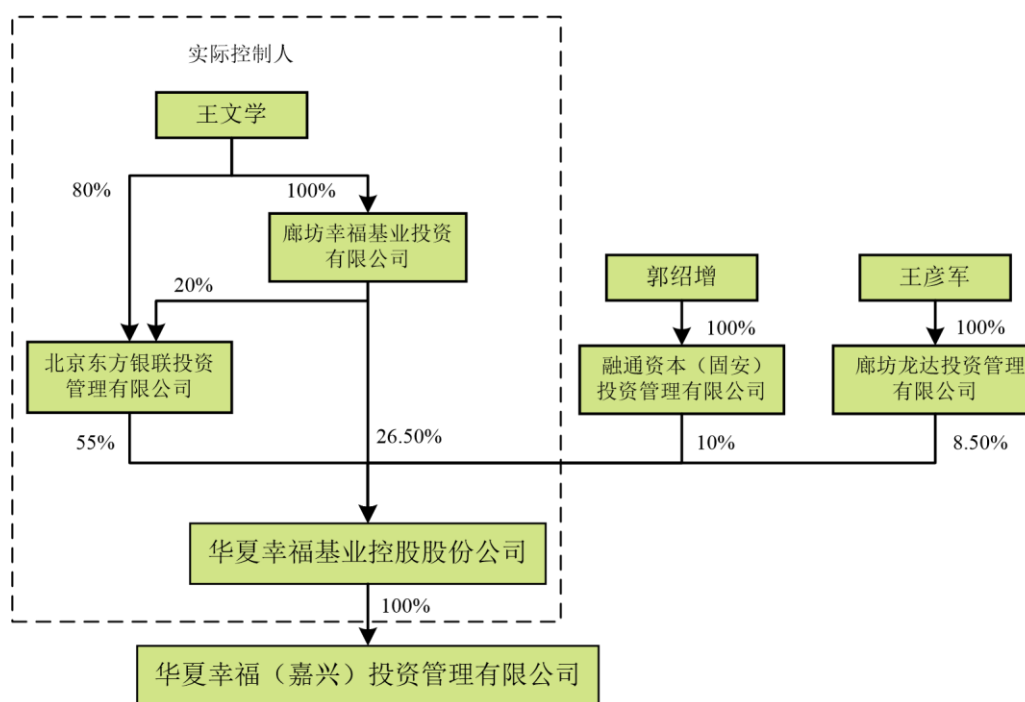 实际控制人
王文学
80%
100%
廊坊幸福基业投资
有限公司
20%
郭绍增
王彦军
100%
100%
北京东方银联投资
管理有限公司
融通资本（固安）
投资管理有限公司
廊坊龙达投资管理
有限公司
55%
26.50%
10%
8.50%
华夏幸福基业控股股份公司
100%
华夏幸福（嘉兴）投资管理有限公司